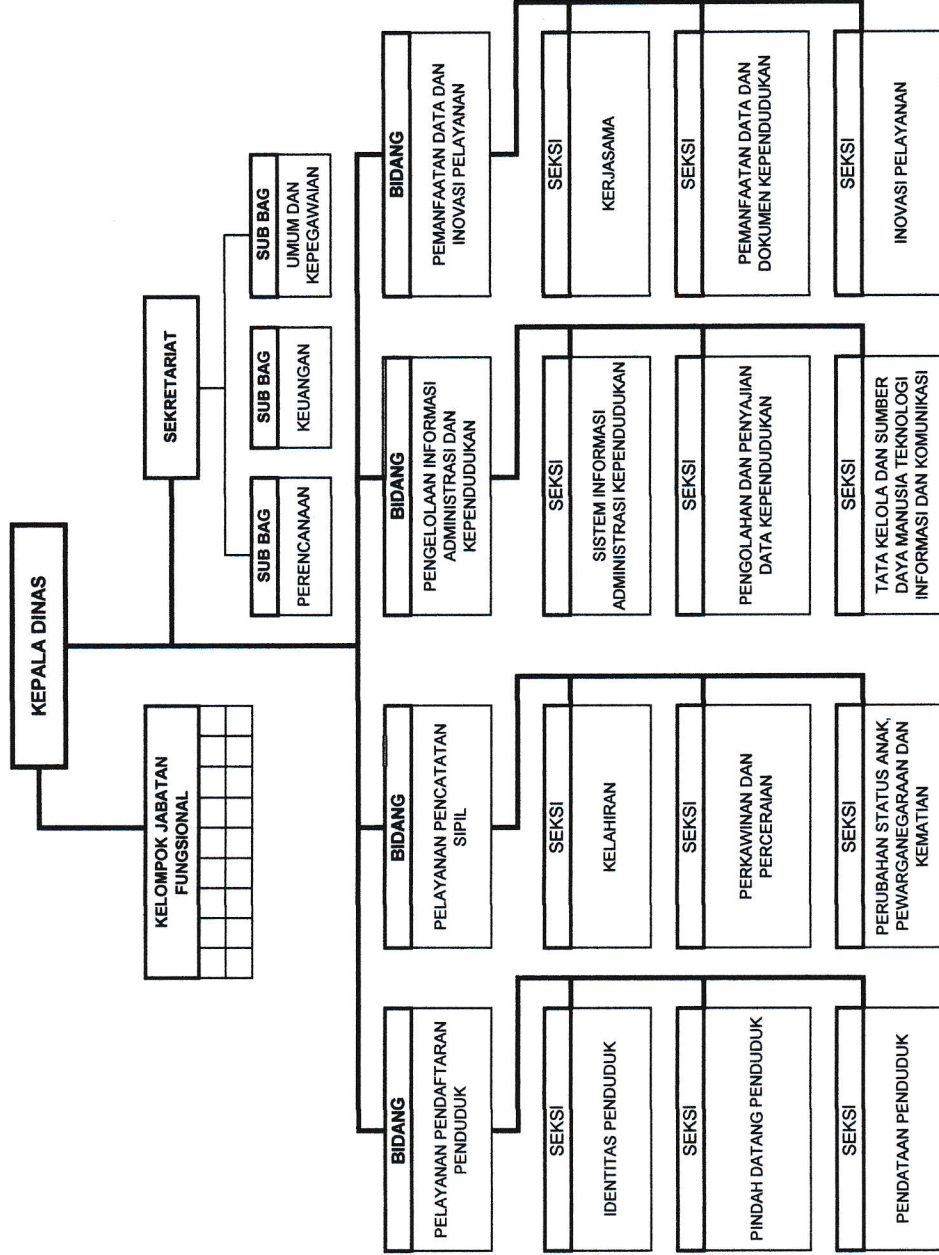 KEPALA DINAS
KELOMPOK JABATAN
FUNGSIONAL
SEKRETARIAT
SUB BAG
PERENCANAAN
SUB BAG
KEUANGAN
SUB BAG
UMUM DAN
KEPEGAWAIAN
BIDANG
PELAYANAN PENDAFTARAN
PENDUDUK
SEKSI
IDENTITAS PENDUDUK
SEKSI
PINDAH DATANG PENDUDUK
SEKSI
PENDATAAN PENDUDUK
BIDANG
PELAYANAN PENCATATAN
SIPIL
SEKSI
KELAHIRAN
SEKSI
PERKAWINAN DAN
PERCERAIAN
SEKSI
PERUBAHAN STATUS ANAK,
PEWARGANEGARAAN DAN
KEMATIAN
BIDANG
PENGELOLAAN INFORMASI
ADMINISTRASI DAN
KEPENDUDUKAN
SEKSI
SISTEM INFORMASI
ADMINISTRASI KEPENDUDUKAN
SEKSI
PENGOLAHAN DAN PENYAJIAN
DATA KEPENDUDUKAN
SEKSI
TATA KELOLA DAN SUMBER
DAYA MANUSIA TEKNOLOGI
INFORMASI DAN KOMUNIKASI
BIDANG
PEMANFAATAN DATA DAN
INOVASI PELAYANAN
SEKSI
KERJASAMA
SEKSI
PEMANFAATAN DATA DAN
DOKUMEN KEPENDUDUKAN
SEKSI
INOVASI PELAYANAN